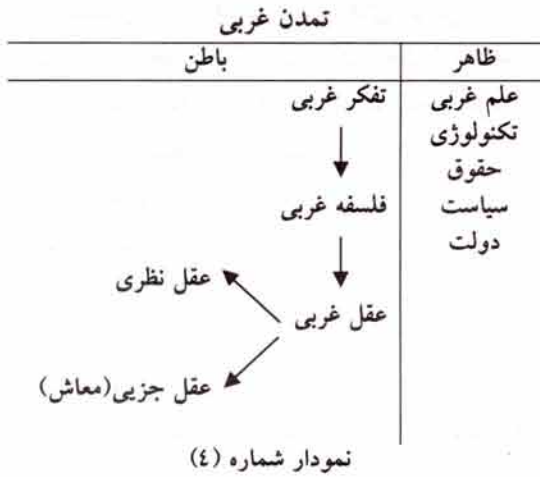 تمدن غربی
ظاهر
باطن
علم غربی
تکنولوژی
حقوق
سیاست
دولت
تفکر غربی
فلسفه غربی
عقل غربی
عقل نظری
عقل جزیی(معاش)
نمودار شماره (٤)